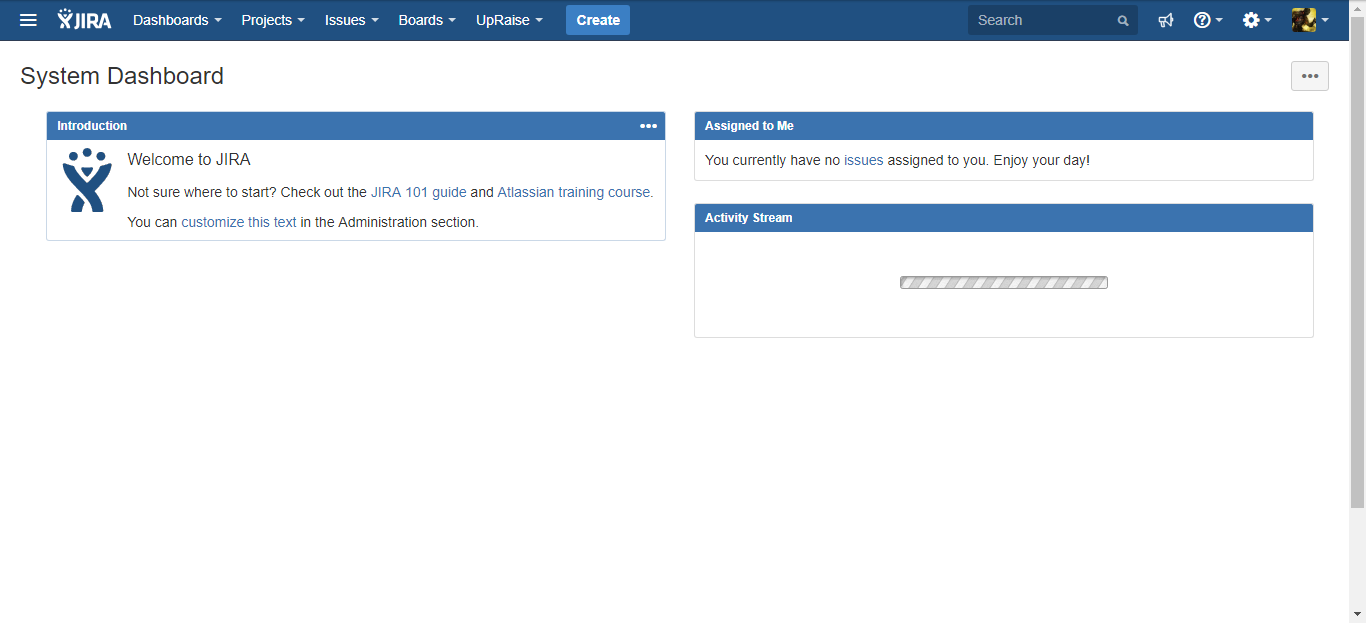 JIRA Dashboards Projects Issues Boards UpRaise Create Search
System Dashboard
Introduction
Welcome to JIRA
Not sure where to start? Check out the JIRA 101 guide and Atlassian training course.
You can customize this text in the Administration section.
Assigned to Me
You currently have no issues assigned to you. Enjoy your day!
Activity Stream